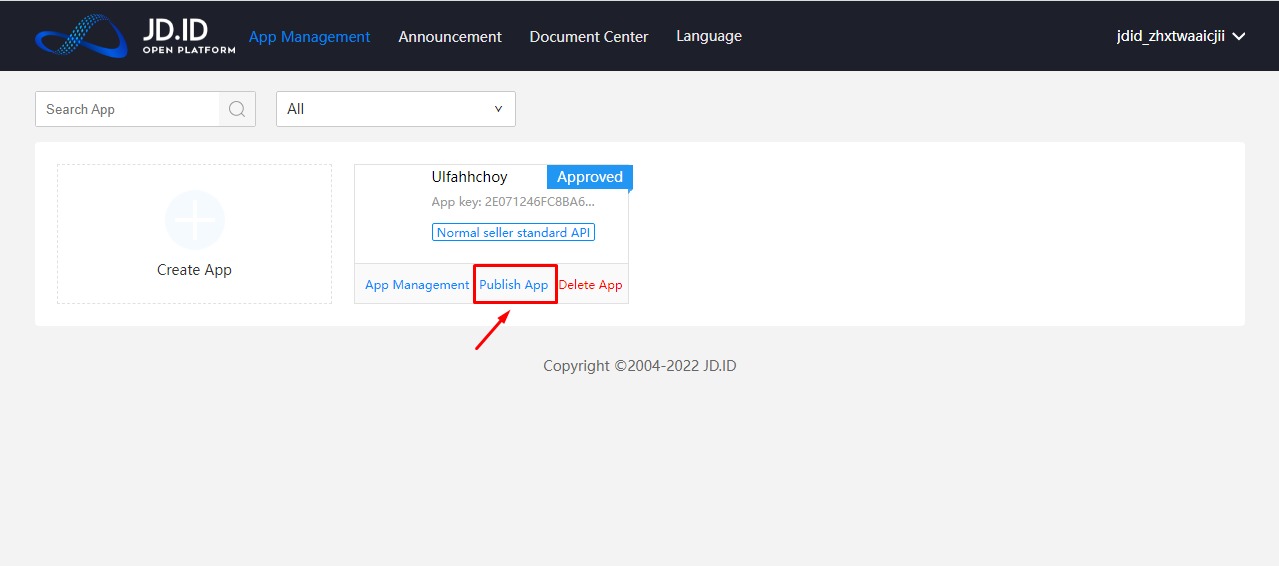 JD.ID
OPEN PLATFORM
App Management
Announcement
Document Center
Language
jdid_zhxtwaaicjii
Search App
All
Ulfahhchoy
Approved
App key: 2E071246FC8BA6...
Normal seller standard API
Create App
App Management
Publish App
Delete App
Copyright ©2004-2022 JD.ID